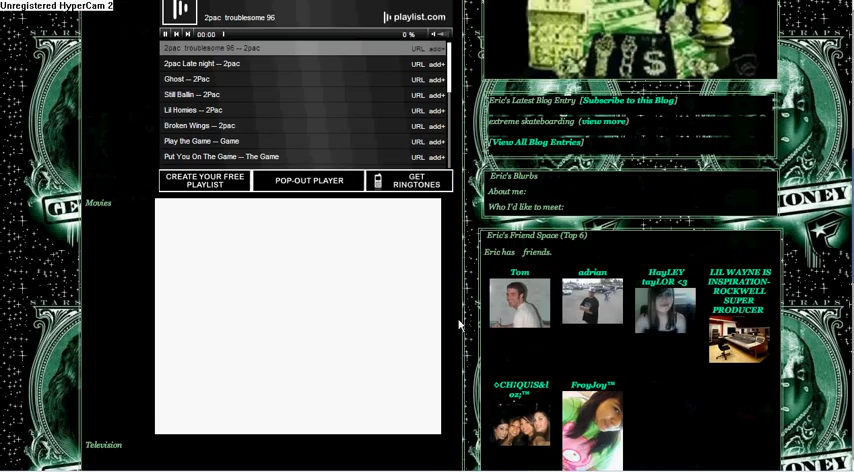 Unregistered HyperCam 2
2pac troublesome 96
playlist.com
00:00
0 %
2pac troublesome 96 -- 2pac URL add+
2pac Late night -- 2pac URL add+
Ghost -- 2Pac URL add+
Still Ballin -- 2Pac URL add+
Lil Homies -- 2Pac URL add+
Broken Wings -- 2pac URL add+
Play the Game -- Game URL add+
Put You On The Game -- The Game URL add+
CREATE YOUR FREE
PLAYLIST
POP-OUT PLAYER
GET
RINGTONES
Movies
Television
Eric's Latest Blog Entry [Subscribe to this Blog]
extreme skateboarding (view more)
[View All Blog Entries]
Eric's Blurbs
About me:
Who I'd like to meet:
Eric's Friend Space (Top 6)
Eric has friends.
Tom
adrian
HayLEY
tayLOR <3
LIL WAYNE IS
INSPIRATION-
ROCKWELL
SUPER
PRODUCER
FroyJoy™
MONEY